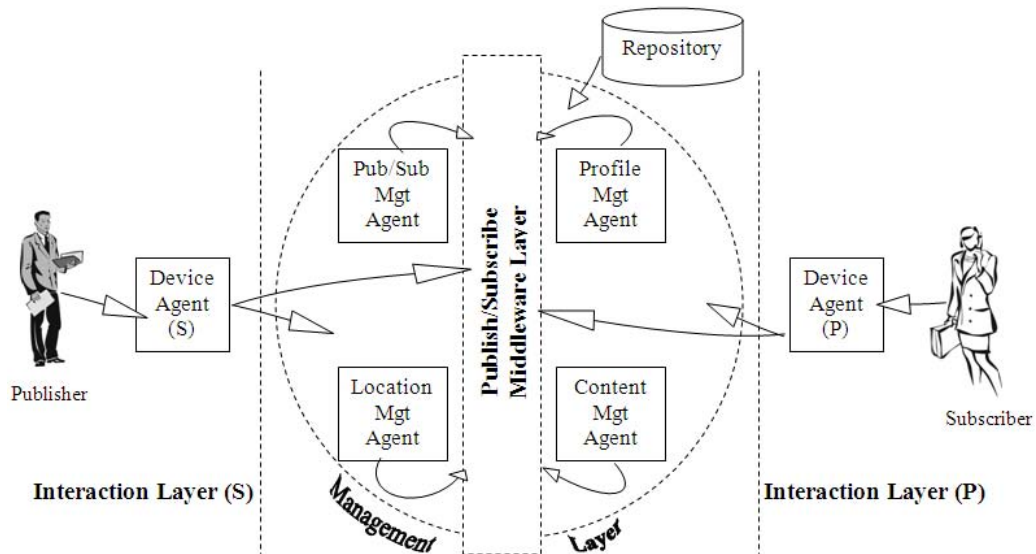 Repository
Pub/Sub
Mgt
Agent
Profile
Mgt
Agent
Publish/Subscribe
Middleware Layer
Device
Agent
(S)
Device
Agent
(P)
Publisher
Subscriber
Location
Mgt
Agent
Content
Mgt
Agent
Interaction Layer (S)
Management
Layer
Interaction Layer (P)